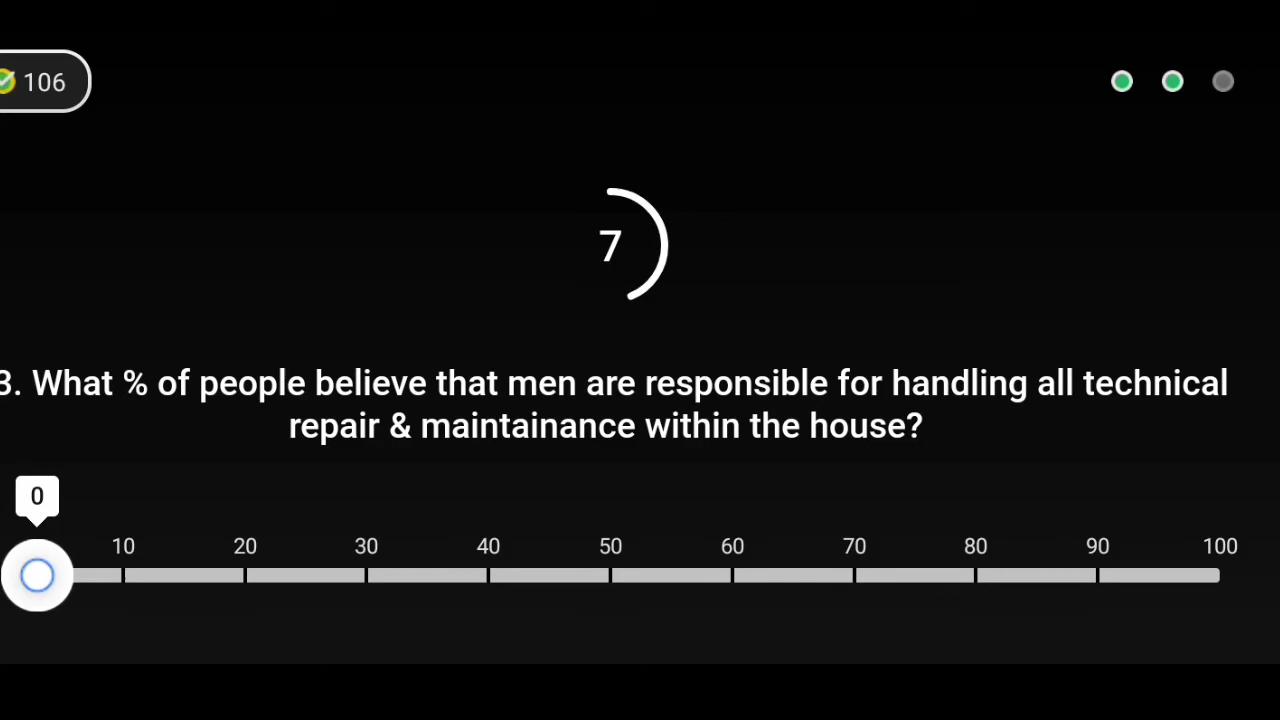 106
7
3. What % of people believe that men are responsible for handling all technical
repair & maintainance within the house?
0
10 20 30 40 50 60 70 80 90 100